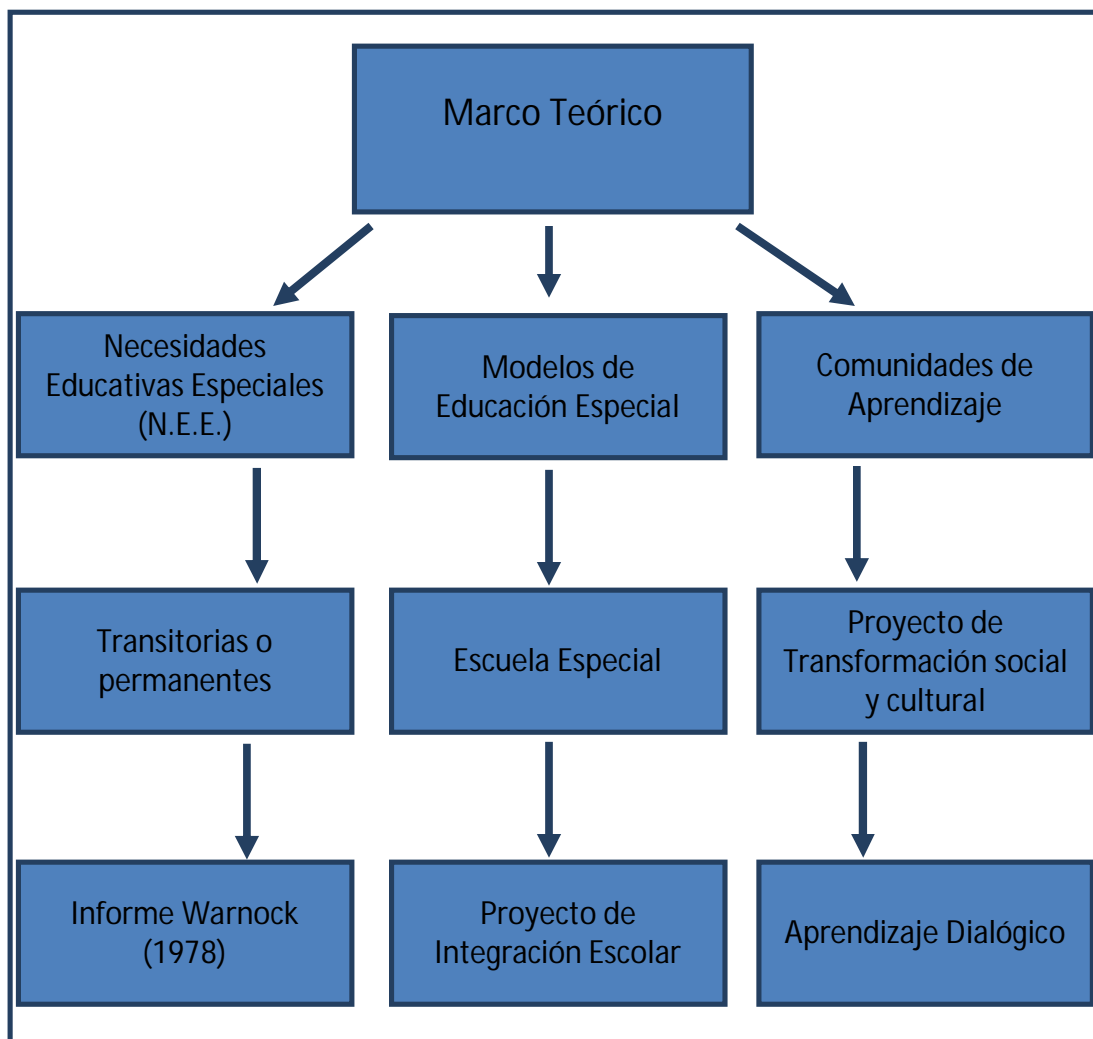 Marco Teórico
Necesidades
Educativas Especiales
(N.E.E.)
Modelos de
Educación Especial
Comunidades de
Aprendizaje
Transitorias o
permanentes
Escuela Especial
Proyecto de
Transformación social
y cultural
Informe Warnock
(1978)
Proyecto de
Integración Escolar
Aprendizaje Dialógico